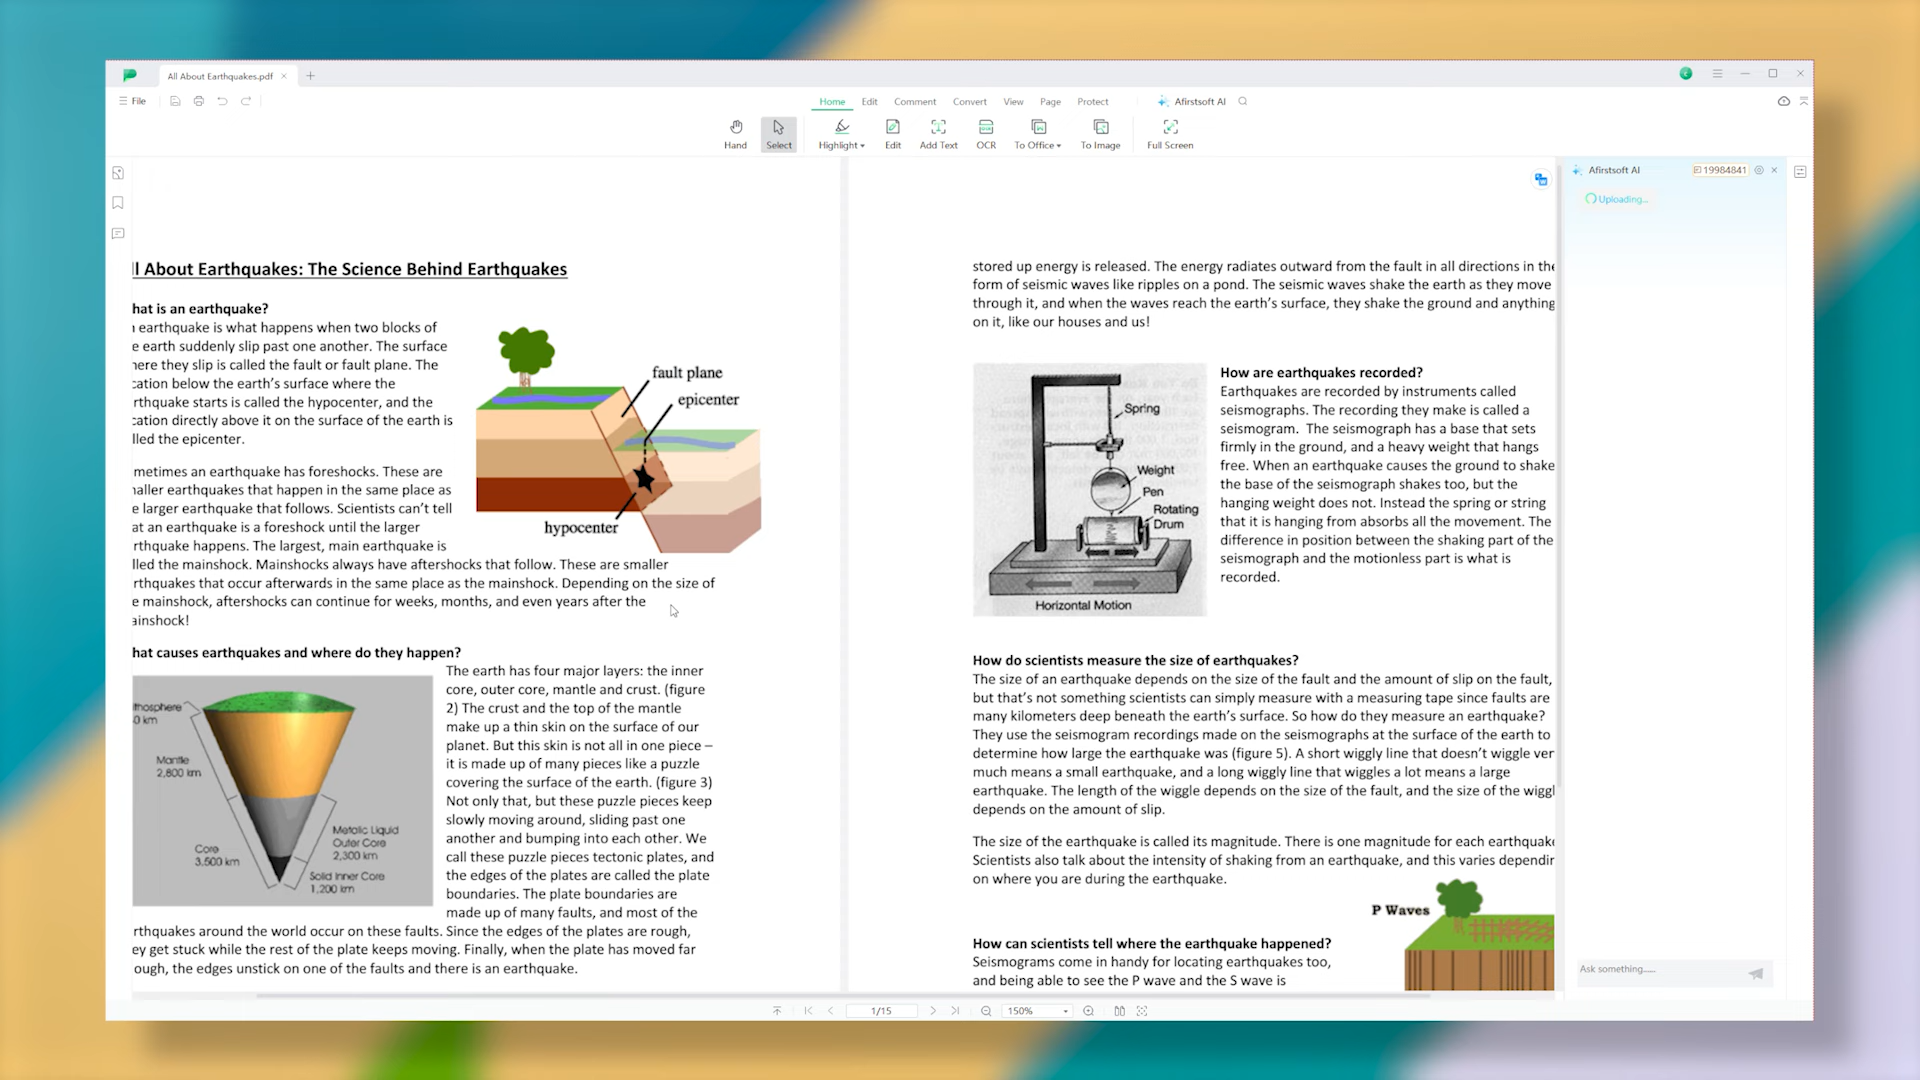 All About Earthquakes.pdf
File
Home Edit Comment Convert View Page Protect Afirstsoft AI
Hand Select Highlight Edit Add Text OCR To Office To Image Full Screen
ll About Earthquakes: The Science Behind Earthquakes
hat is an earthquake?
earthquake is what happens when two blocks of
e earth suddenly slip past one another. The surface
here they slip is called the fault or fault plane. The
cation below the earth's surface where the
rthquake starts is called the hypocenter, and the
cation directly above it on the surface of the earth is
lled the epicenter.
fault plane
epicenter
hypocenter
metimes an earthquake has foreshocks. These are
naller earthquakes that happen in the same place as
e larger earthquake that follows. Scientists can't tell
at an earthquake is a foreshock until the larger
rthquake happens. The largest, main earthquake is
lled the mainshock. Mainshocks always have aftershocks that follow. These are smaller
rthquakes that occur afterwards in the same place as the mainshock. Depending on the size of
e mainshock, aftershocks can continue for weeks, months, and even years after the
ainshock!
hat causes earthquakes and where do they happen?
thosphere
0 km
Mantle
2,800 km
Core
3,500 km
Metalic Liquid
Outer Core
2,300 km
Solid Inner Core
1,200 km
The earth has four major layers: the inner
core, outer core, mantle and crust. (figure
2) The crust and the top of the mantle
make up a thin skin on the surface of our
planet. But this skin is not all in one piece –
it is made up of many pieces like a puzzle
covering the surface of the earth. (figure 3)
Not only that, but these puzzle pieces keep
slowly moving around, sliding past one
another and bumping into each other. We
call these puzzle pieces tectonic plates, and
the edges of the plates are called the plate
boundaries. The plate boundaries are
made up of many faults, and most of the
rthquakes around the world occur on these faults. Since the edges of the plates are rough,
ey get stuck while the rest of the plate keeps moving. Finally, when the plate has moved far
ough, the edges unstick on one of the faults and there is an earthquake.
stored up energy is released. The energy radiates outward from the fault in all directions in the
form of seismic waves like ripples on a pond. The seismic waves shake the earth as they move
through it, and when the waves reach the earth's surface, they shake the ground and anything
on it, like our houses and us!
Spring
Weight
Pen
Rotating
Drum
Horizontal Motion
How are earthquakes recorded?
Earthquakes are recorded by instruments called
seismographs. The recording they make is called a
seismogram. The seismograph has a base that sets
firmly in the ground, and a heavy weight that hangs
free. When an earthquake causes the ground to shake
the base of the seismograph shakes too, but the
hanging weight does not. Instead the spring or string
that it is hanging from absorbs all the movement. The
difference in position between the shaking part of the
seismograph and the motionless part is what is
recorded.
How do scientists measure the size of earthquakes?
The size of an earthquake depends on the size of the fault and the amount of slip on the fault,
but that's not something scientists can simply measure with a measuring tape since faults are
many kilometers deep beneath the earth's surface. So how do they measure an earthquake?
They use the seismogram recordings made on the seismographs at the surface of the earth to
determine how large the earthquake was (figure 5). A short wiggly line that doesn't wiggle ver
much means a small earthquake, and a long wiggly line that wiggles a lot means a large
earthquake. The length of the wiggle depends on the size of the fault, and the size of the wiggl
depends on the amount of slip.
The size of the earthquake is called its magnitude. There is one magnitude for each earthquake
Scientists also talk about the intensity of shaking from an earthquake, and this varies dependin
on where you are during the earthquake.
P Waves
How can scientists tell where the earthquake happened?
Seismograms come in handy for locating earthquakes too,
and being able to see the P wave and the S wave is
Afirstsoft AI 19984841
Uploading...
Ask something......
1/15
150%